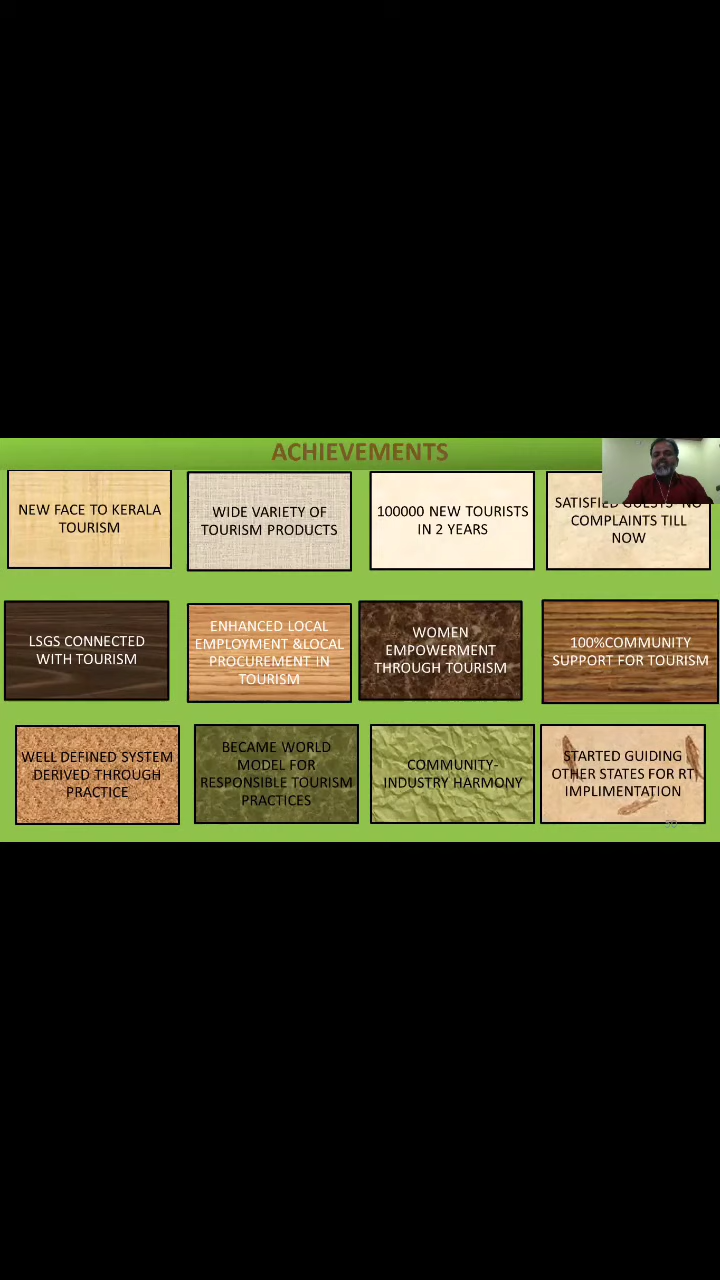 ACHIEVEMENTS
NEW FACE TO KERALA
TOURISM
WIDE VARIETY OF
TOURISM PRODUCTS
100000 NEW TOURISTS
IN 2 YEARS
SATISFIED GUESTS NO
COMPLAINTS TILL
NOW
LSGS CONNECTED
WITH TOURISM
ENHANCED LOCAL
EMPLOYMENT &LOCAL
PROCUREMENT IN
TOURISM
WOMEN
EMPOWERMENT
THROUGH TOURISM
100%COMMUNITY
SUPPORT FOR TOURISM
WELL DEFINED SYSTEM
DERIVED THROUGH
PRACTICE
BECAME WORLD
MODEL FOR
RESPONSIBLE TOURISM
PRACTICES
COMMUNITY-
INDUSTRY HARMONY
STARTED GUIDING
OTHER STATES FOR RT
IMPLIMENTATION